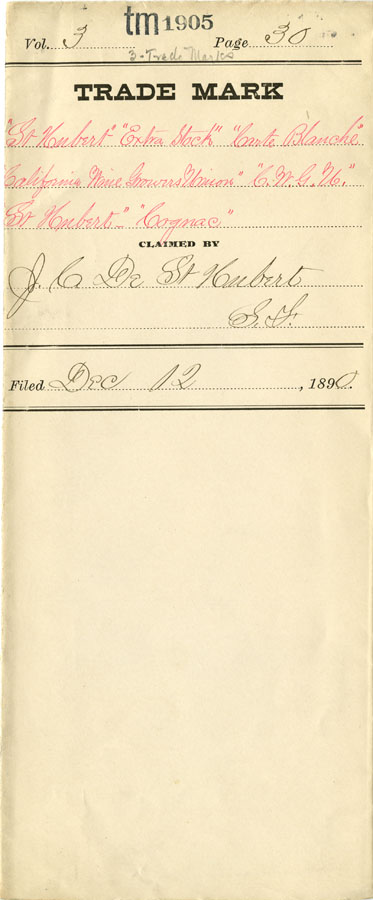 tm 1905
Vol. 3 Page 30
3-Trade Marks
TRADE MARK
"St Hubert" "Extra Stock" "Carte Blanche"
California Wine Growers Union" "C.W.G.U."
St Hubert" - "Cognac"
CLAIMED BY
J. C. De St Hubert
S.F.
Filed Dec 12, 1890.